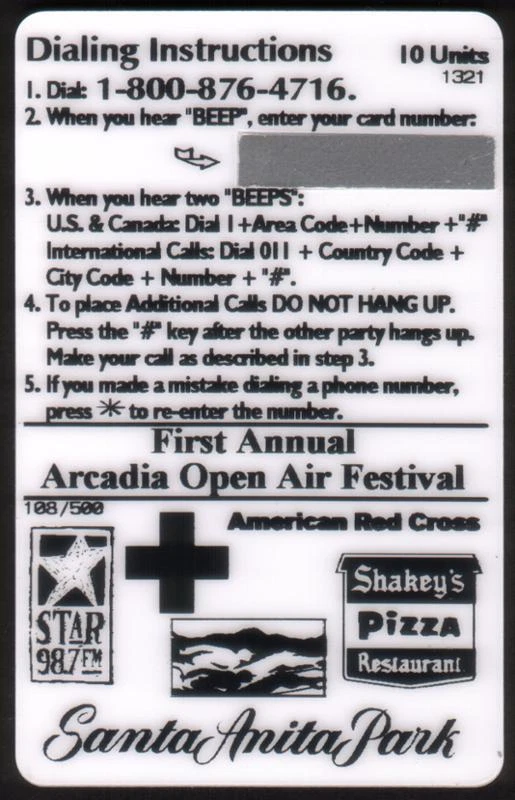 Dialing Instructions 10 Units
1321
1. Dial: 1-800-876-4716.
2. When you hear "BEEP", enter your card number:
3. When you hear two "BEEPS":
U.S. & Canada: Dial 1+Area Code+Number +"#"
International Calls: Dial 011 + Country Code +
City Code + Number + "#".
4. To place Additional Calls DO NOT HANG UP.
Press the "#" key after the other party hangs up.
Make your call as described in step 3.
5. If you made a mistake dialing a phone number,
press * to re-enter the number.
First Annual
Arcadia Open Air Festival
108/500
American Red Cross
STAR
98.7 FM
Shakey's
Pizza
Restaurant
Santa Anita Park